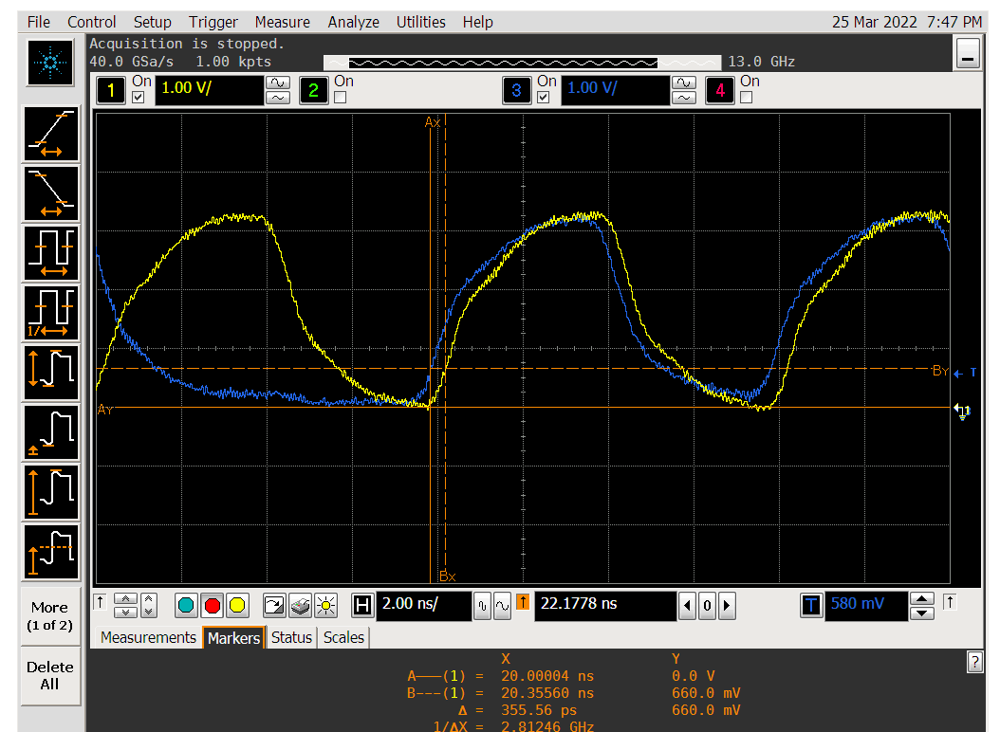 File Control Setup Trigger Measure Analyze Utilities Help 25 Mar 2022 7:47 PM
Acquisition is stopped.
40.0 GSa/s 1.00 kpts 13.0 GHz
1 On 1.00 V/ 2 On 3 On 1.00 V/ 4 On
Ax
1/
BY T
AY 1
Bx
More
(1 of 2)
Delete
All
H 2.00 ns/ 22.1778 ns 0 T 580 mV
Measurements Markers Status Scales
?
X Y
A———(1) = 20.00004 ns 0.0 V
B---(1) = 20.35560 ns 660.0 mV
Δ = 355.56 ps 660.0 mV
1/ΔX = 2.81246 GHz